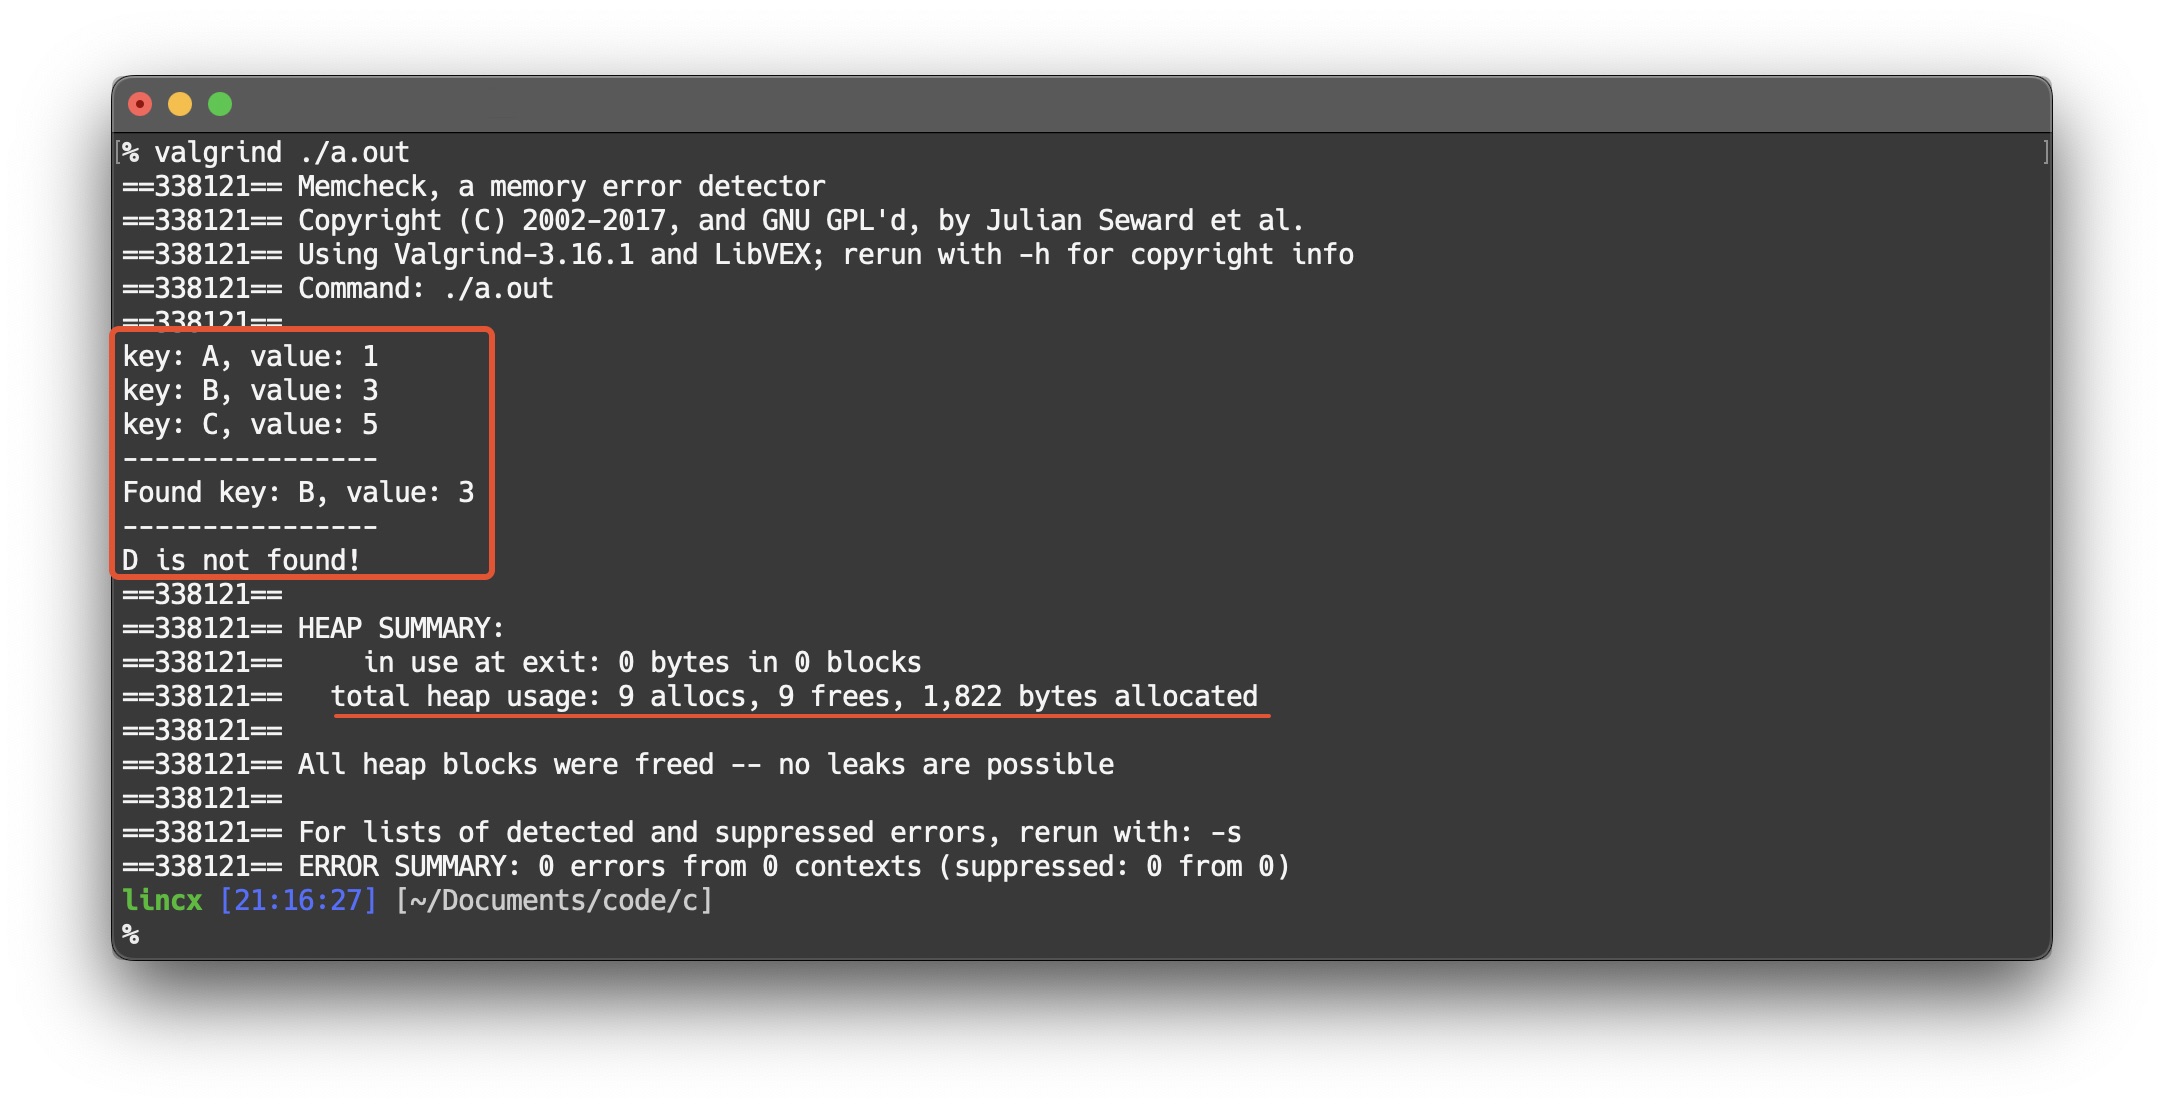 [% valgrind ./a.out ]
==338121== Memcheck, a memory error detector
==338121== Copyright (C) 2002-2017, and GNU GPL'd, by Julian Seward et al.
==338121== Using Valgrind-3.16.1 and LibVEX; rerun with -h for copyright info
==338121== Command: ./a.out
==338121==
key: A, value: 1
key: B, value: 3
key: C, value: 5
----------------
Found key: B, value: 3
----------------
D is not found!
==338121==
==338121== HEAP SUMMARY:
==338121==     in use at exit: 0 bytes in 0 blocks
==338121==   total heap usage: 9 allocs, 9 frees, 1,822 bytes allocated
==338121==
==338121== All heap blocks were freed -- no leaks are possible
==338121==
==338121== For lists of detected and suppressed errors, rerun with: -s
==338121== ERROR SUMMARY: 0 errors from 0 contexts (suppressed: 0 from 0)
lincx [21:16:27] [~/Documents/code/c]
%